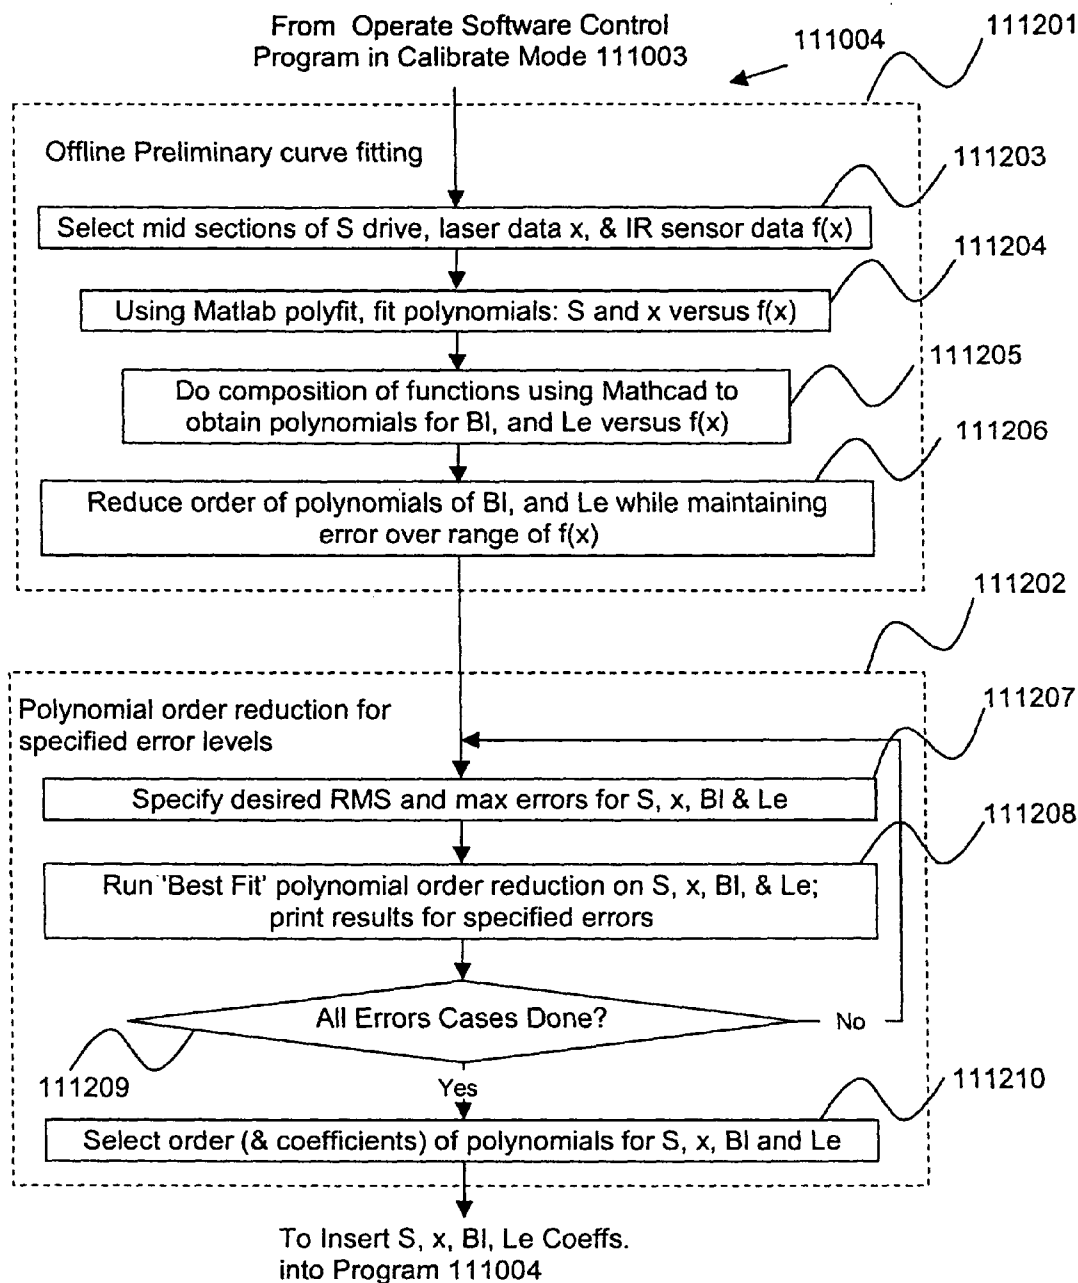 From Operate Software Control
Program in Calibrate Mode 111003
111004
111201
Offline Preliminary curve fitting
111203
Select mid sections of S drive, laser data x, & IR sensor data f(x)
111204
Using Matlab polyfit, fit polynomials: S and x versus f(x)
111205
Do composition of functions using Mathcad to
obtain polynomials for Bl, and Le versus f(x)
111206
Reduce order of polynomials of Bl, and Le while maintaining
error over range of f(x)
111202
Polynomial order reduction for
specified error levels
111207
Specify desired RMS and max errors for S, x, Bl & Le
111208
Run 'Best Fit' polynomial order reduction on S, x, Bl, & Le;
print results for specified errors
All Errors Cases Done?
No
111209
Yes
111210
Select order (& coefficients) of polynomials for S, x, Bl and Le
To Insert S, x, Bl, Le Coeffs.
into Program 111004